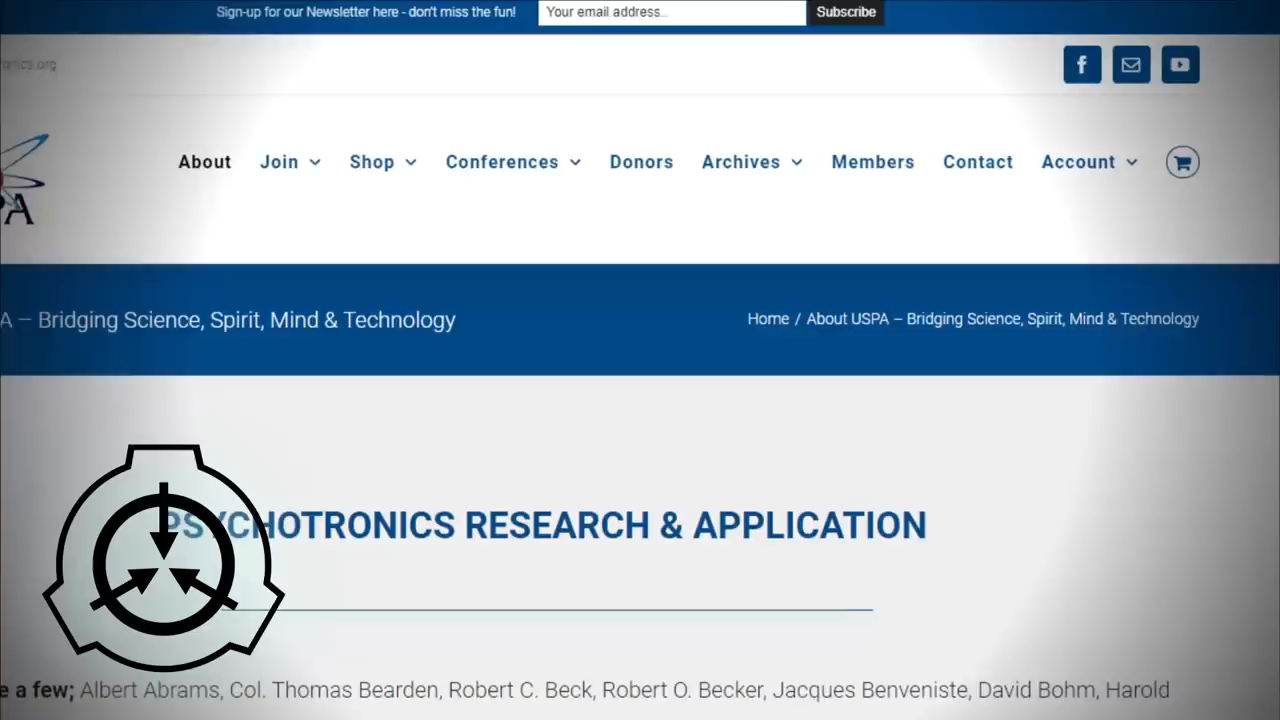 Sign-up for our Newsletter here - don't miss the fun!
Your email address..
Subscribe
About
Join
Shop
Conferences
Donors
Archives
Members
Contact
Account
A – Bridging Science, Spirit, Mind & Technology
Home / About USPA – Bridging Science, Spirit, Mind & Technology
PSYCHOTRONICS RESEARCH & APPLICATION
e a few; Albert Abrams, Col. Thomas Bearden, Robert C. Beck, Robert O. Becker, Jacques Benveniste, David Bohm, Harold